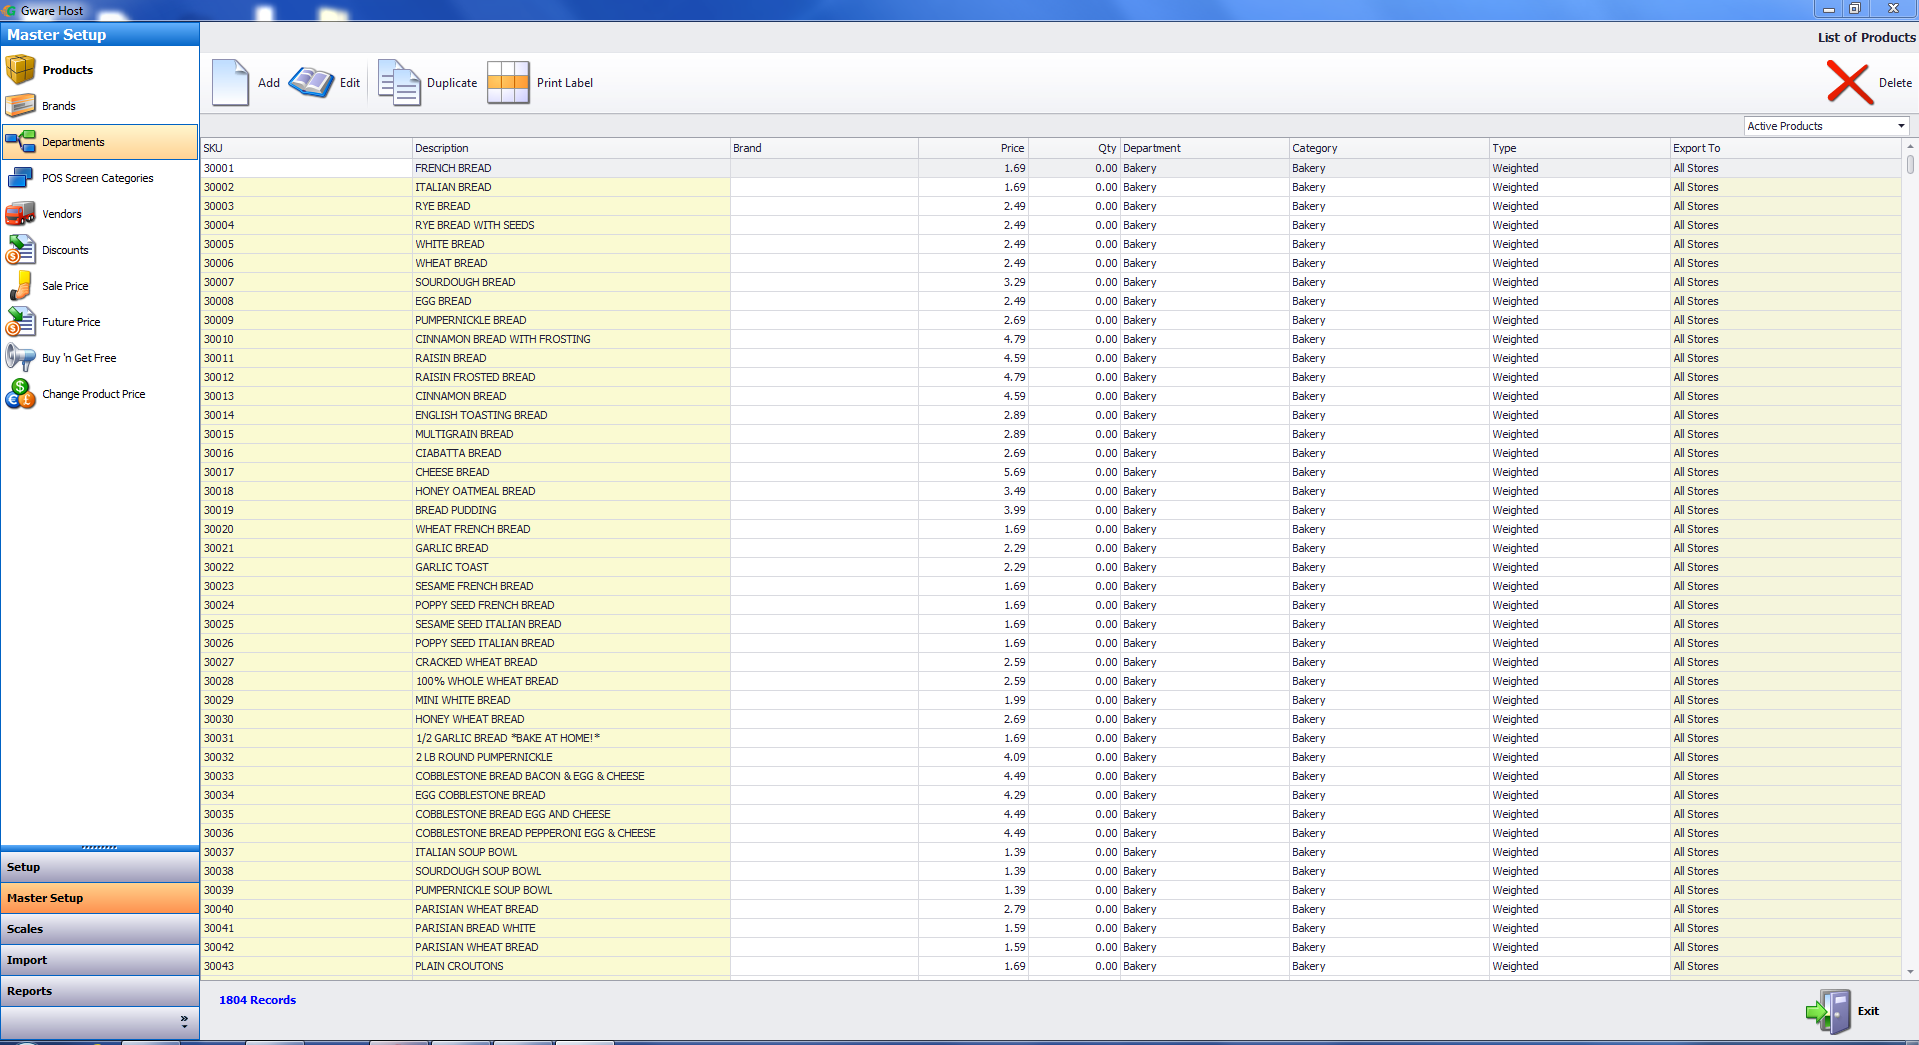 Gware Host
Master Setup
List of Products
Products
Brands
Departments
POS Screen Categories
Vendors
Discounts
Sale Price
Future Price
Buy 'n Get Free
Change Product Price
Add Edit Duplicate Print Label Delete
Active Products
SKU Description Brand Price Qty Department Category Type Export To
30001 FRENCH BREAD 1.69 0.00 Bakery Bakery Weighted All Stores
30002 ITALIAN BREAD 1.69 0.00 Bakery Bakery Weighted All Stores
30003 RYE BREAD 2.49 0.00 Bakery Bakery Weighted All Stores
30004 RYE BREAD WITH SEEDS 2.49 0.00 Bakery Bakery Weighted All Stores
30005 WHITE BREAD 2.49 0.00 Bakery Bakery Weighted All Stores
30006 WHEAT BREAD 2.49 0.00 Bakery Bakery Weighted All Stores
30007 SOURDOUGH BREAD 3.29 0.00 Bakery Bakery Weighted All Stores
30008 EGG BREAD 2.49 0.00 Bakery Bakery Weighted All Stores
30009 PUMPERNICKLE BREAD 2.69 0.00 Bakery Bakery Weighted All Stores
30010 CINNAMON BREAD WITH FROSTING 4.79 0.00 Bakery Bakery Weighted All Stores
30011 RAISIN BREAD 4.59 0.00 Bakery Bakery Weighted All Stores
30012 RAISIN FROSTED BREAD 4.79 0.00 Bakery Bakery Weighted All Stores
30013 CINNAMON BREAD 4.59 0.00 Bakery Bakery Weighted All Stores
30014 ENGLISH TOASTING BREAD 2.89 0.00 Bakery Bakery Weighted All Stores
30015 MULTIGRAIN BREAD 2.89 0.00 Bakery Bakery Weighted All Stores
30016 CIABATTA BREAD 2.69 0.00 Bakery Bakery Weighted All Stores
30017 CHEESE BREAD 5.69 0.00 Bakery Bakery Weighted All Stores
30018 HONEY OATMEAL BREAD 3.49 0.00 Bakery Bakery Weighted All Stores
30019 BREAD PUDDING 3.99 0.00 Bakery Bakery Weighted All Stores
30020 WHEAT FRENCH BREAD 1.69 0.00 Bakery Bakery Weighted All Stores
30021 GARLIC BREAD 2.29 0.00 Bakery Bakery Weighted All Stores
30022 GARLIC TOAST 2.29 0.00 Bakery Bakery Weighted All Stores
30023 SESAME FRENCH BREAD 1.69 0.00 Bakery Bakery Weighted All Stores
30024 POPPY SEED FRENCH BREAD 1.69 0.00 Bakery Bakery Weighted All Stores
30025 SESAME SEED ITALIAN BREAD 1.69 0.00 Bakery Bakery Weighted All Stores
30026 POPPY SEED ITALIAN BREAD 1.69 0.00 Bakery Bakery Weighted All Stores
30027 CRACKED WHEAT BREAD 2.59 0.00 Bakery Bakery Weighted All Stores
30028 100% WHOLE WHEAT BREAD 2.59 0.00 Bakery Bakery Weighted All Stores
30029 MINI WHITE BREAD 1.99 0.00 Bakery Bakery Weighted All Stores
30030 HONEY WHEAT BREAD 2.69 0.00 Bakery Bakery Weighted All Stores
30031 1/2 GARLIC BREAD *BAKE AT HOME!* 1.69 0.00 Bakery Bakery Weighted All Stores
30032 2 LB ROUND PUMPERNICKLE 4.09 0.00 Bakery Bakery Weighted All Stores
30033 COBBLESTONE BREAD BACON & EGG & CHEESE 4.49 0.00 Bakery Bakery Weighted All Stores
30034 EGG COBBLESTONE BREAD 4.29 0.00 Bakery Bakery Weighted All Stores
30035 COBBLESTONE BREAD EGG AND CHEESE 4.49 0.00 Bakery Bakery Weighted All Stores
30036 COBBLESTONE BREAD PEPPERONI EGG & CHEESE 4.49 0.00 Bakery Bakery Weighted All Stores
30037 ITALIAN SOUP BOWL 1.39 0.00 Bakery Bakery Weighted All Stores
30038 SOURDOUGH SOUP BOWL 1.39 0.00 Bakery Bakery Weighted All Stores
30039 PUMPERNICKLE SOUP BOWL 1.39 0.00 Bakery Bakery Weighted All Stores
30040 PARISIAN WHEAT BREAD 2.79 0.00 Bakery Bakery Weighted All Stores
30041 PARISIAN BREAD WHITE 1.59 0.00 Bakery Bakery Weighted All Stores
30042 PARISIAN WHEAT BREAD 1.59 0.00 Bakery Bakery Weighted All Stores
30043 PLAIN CROUTONS 1.69 0.00 Bakery Bakery Weighted All Stores
Setup
Master Setup
Scales
Import
Reports
1804 Records
Exit